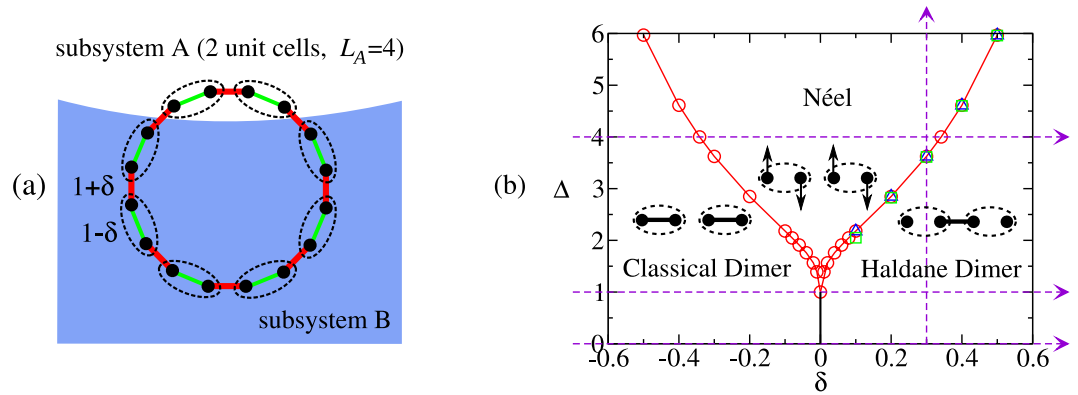 subsystem A (2 unit cells, L_A=4)
(a)
1+δ
1-δ
subsystem B
(b)
Δ
6
5
4
3
2
1
0
Néel
Classical Dimer
Haldane Dimer
-0.6 -0.4 -0.2 0 0.2 0.4 0.6
δ